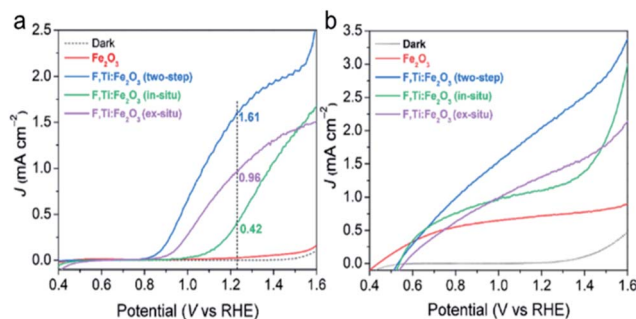 a
Dark
Fe₂O₃
F,Ti:Fe₂O₃ (two-step)
F,Ti:Fe₂O₃ (in-situ)
F,Ti:Fe₂O₃ (ex-situ)
1.61
0.96
0.42
2.5
2.0
1.5
1.0
0.5
0.0
J (mA cm⁻²)
0.4 0.6 0.8 1.0 1.2 1.4 1.6
Potential (V vs RHE)
b
Dark
Fe₂O₃
F,Ti:Fe₂O₃ (two-step)
F,Ti:Fe₂O₃ (in-situ)
F,Ti:Fe₂O₃ (ex-situ)
3.5
3.0
2.5
2.0
1.5
1.0
0.5
0.0
J (mA cm⁻²)
0.4 0.6 0.8 1.0 1.2 1.4 1.6
Potential (V vs RHE)